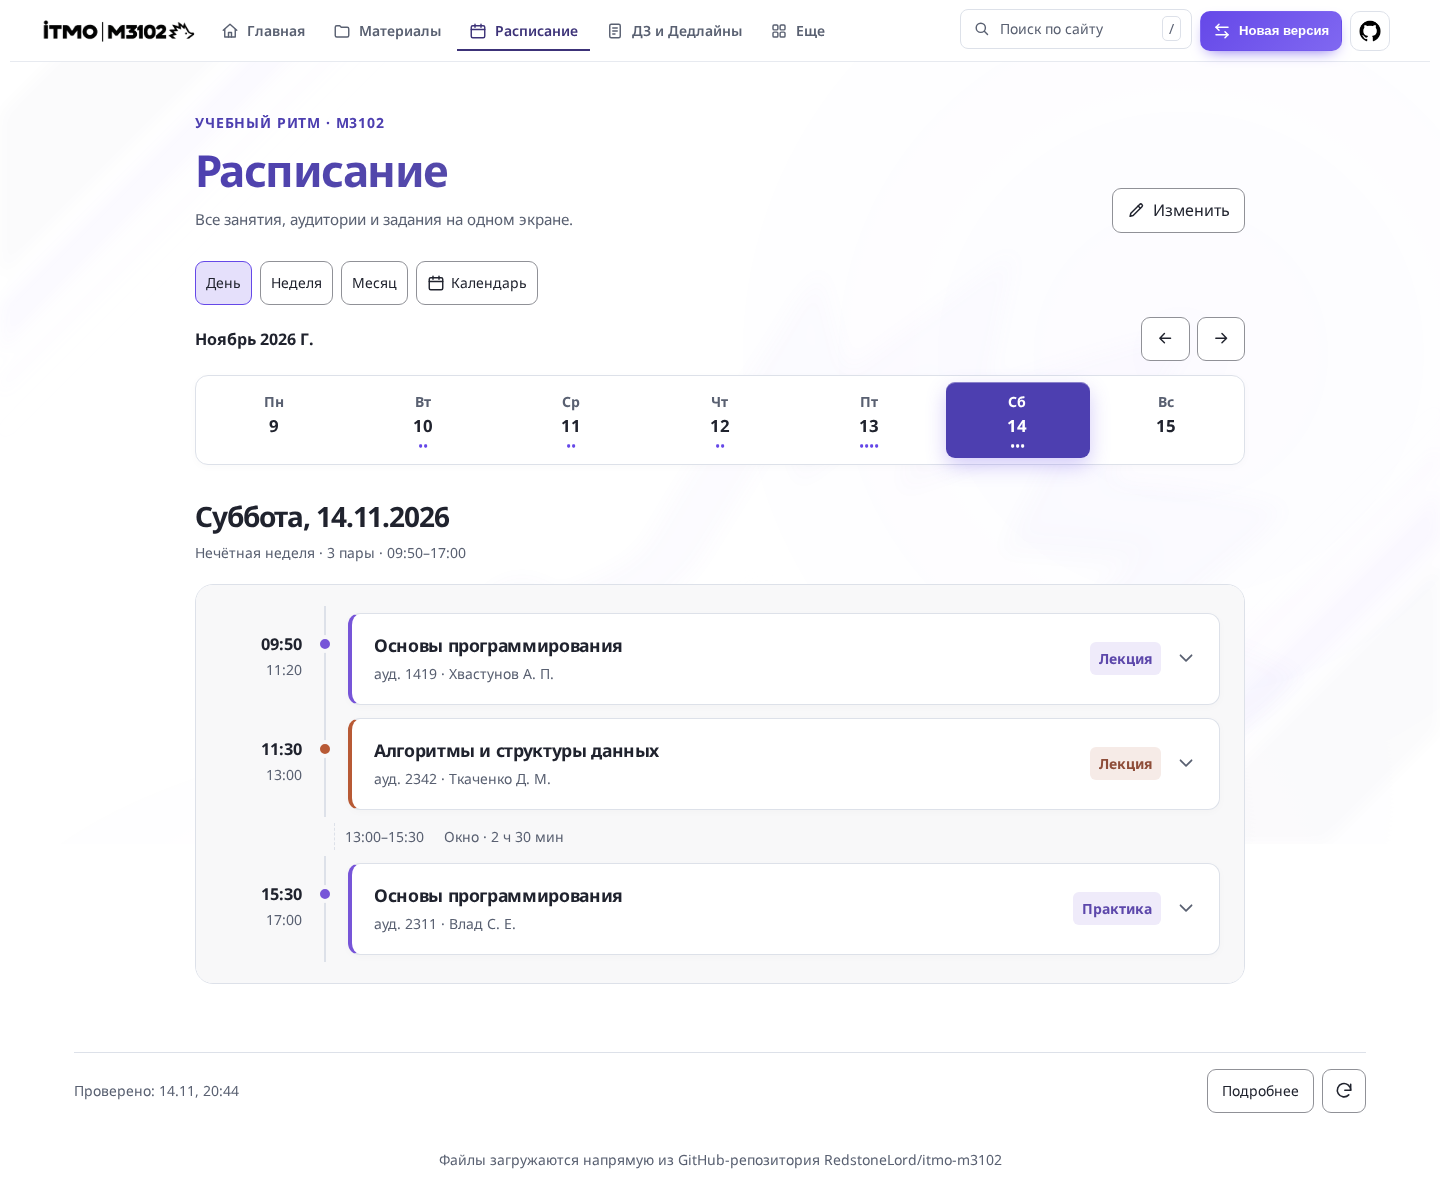 iTMO | M3102
Главная
Материалы
Расписание
ДЗ и Дедлайны
Еще
Поиск по сайту /
Новая версия
УЧЕБНЫЙ РИТМ · M3102
Расписание
Все занятия, аудитории и задания на одном экране.
Изменить
День
Неделя
Месяц
Календарь
Ноябрь 2026 Г.
Пн
9
Вт
10
Ср
11
Чт
12
Пт
13
Сб
14
Вс
15
Суббота, 14.11.2026
Нечётная неделя · 3 пары · 09:50–17:00
09:50
11:20
Основы программирования
ауд. 1419 · Хвастунов А. П.
Лекция
11:30
13:00
Алгоритмы и структуры данных
ауд. 2342 · Ткаченко Д. М.
Лекция
13:00–15:30 Окно · 2 ч 30 мин
15:30
17:00
Основы программирования
ауд. 2311 · Влад С. Е.
Практика
Проверено: 14.11, 20:44
Подробнее
Файлы загружаются напрямую из GitHub-репозитория RedstoneLord/itmo-m3102